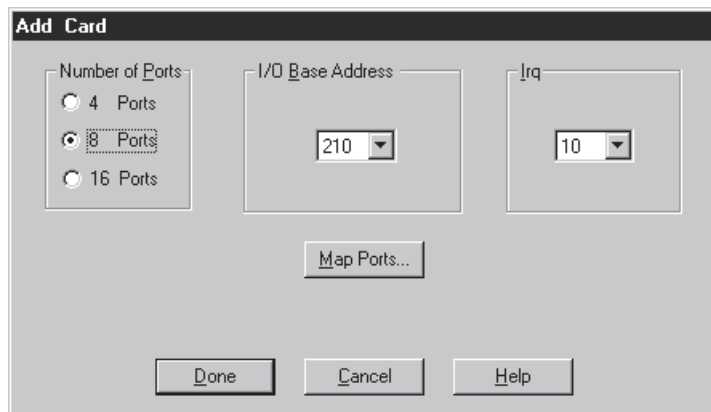 Add Card
Number of Ports
4 Ports
8 Ports
16 Ports
I/O Base Address
210
Irq
10
Map Ports...
Done
Cancel
Help